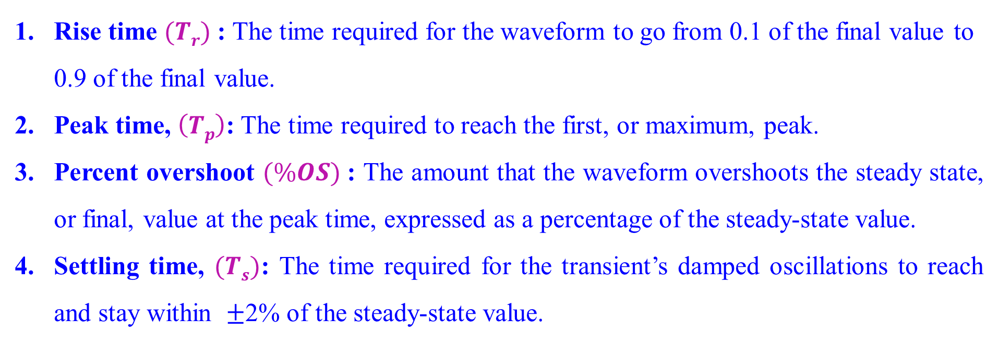 1. Rise time (Tr) : The time required for the waveform to go from 0.1 of the final value to
0.9 of the final value.
2. Peak time, (Tp): The time required to reach the first, or maximum, peak.
3. Percent overshoot (%OS) : The amount that the waveform overshoots the steady state,
or final, value at the peak time, expressed as a percentage of the steady-state value.
4. Settling time, (Ts): The time required for the transient’s damped oscillations to reach
and stay within ±2% of the steady-state value.